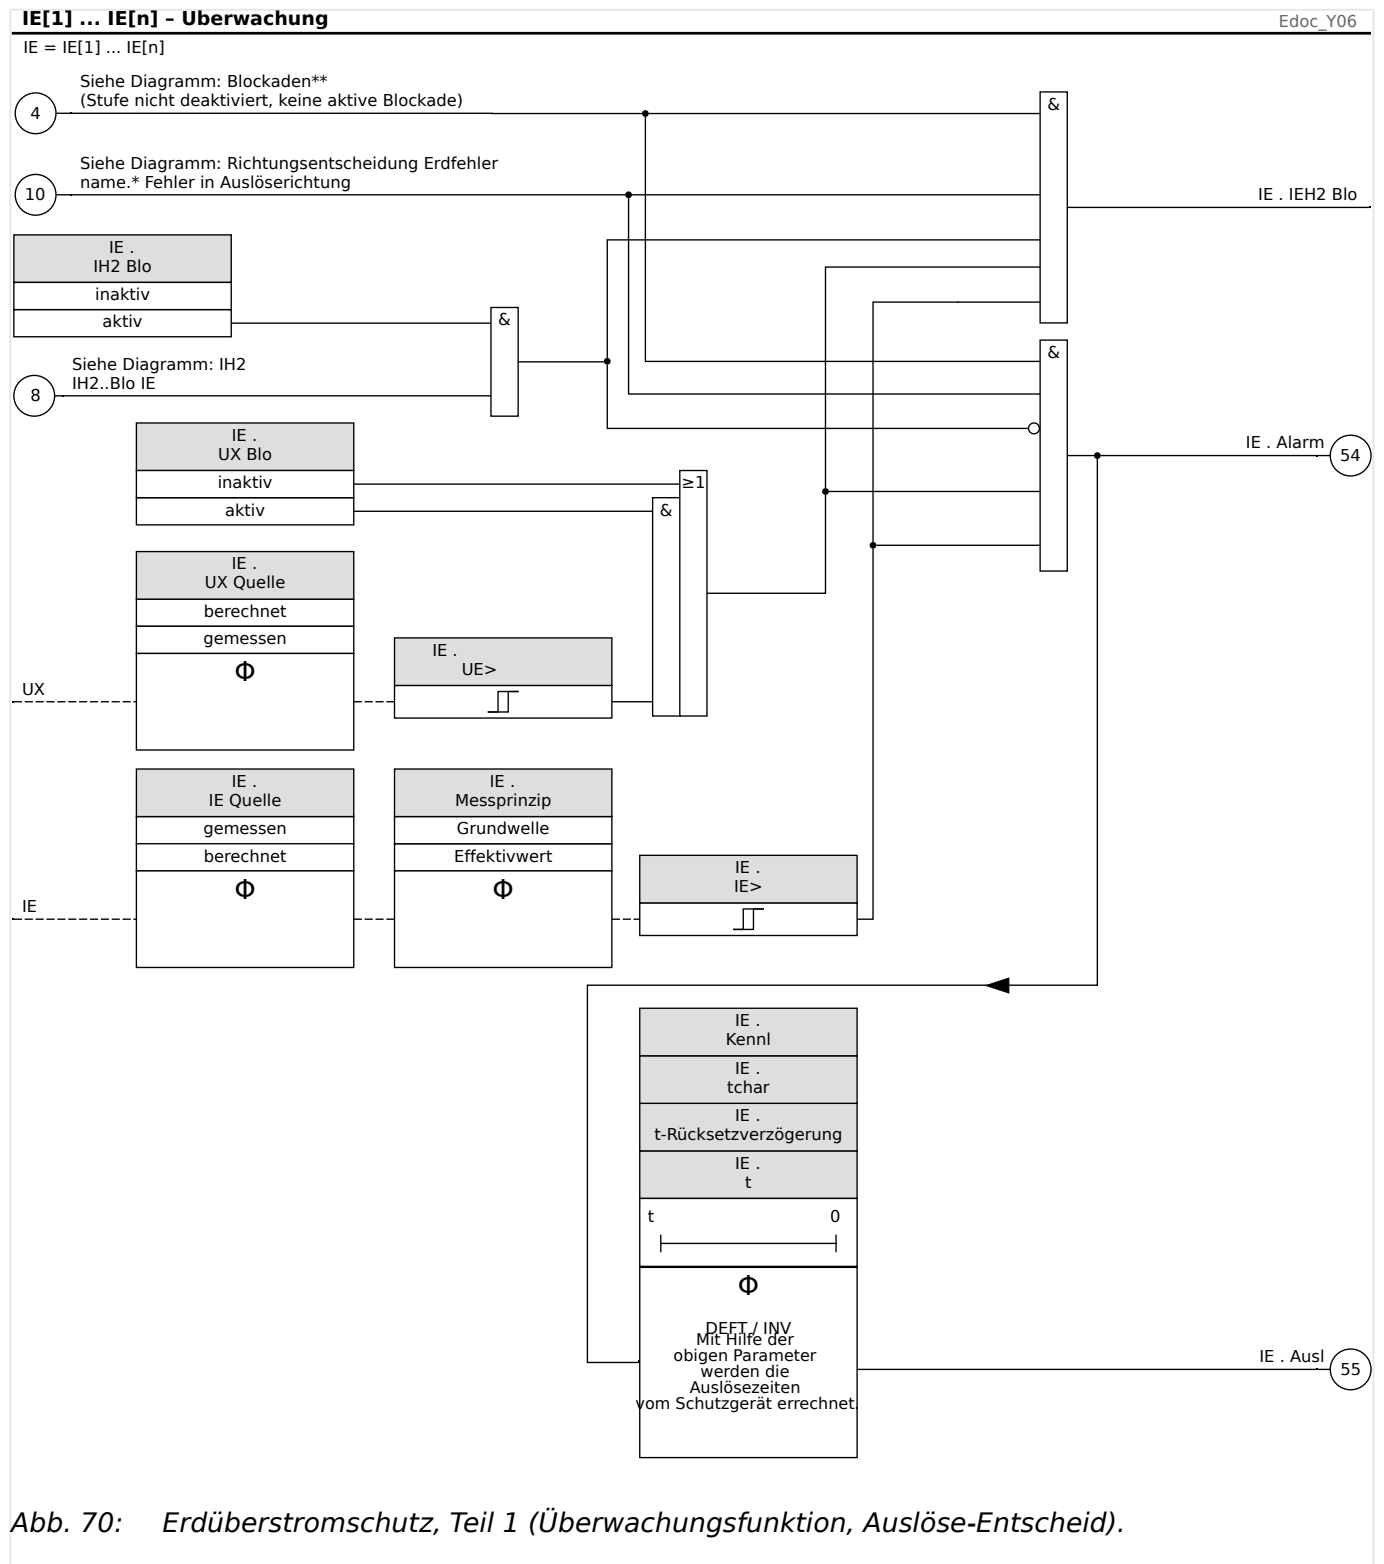 IE[1] ... IE[n] – Überwachung
Edoc_Y06
IE = IE[1] ... IE[n]
Siehe Diagramm: Blockaden**
(Stufe nicht deaktiviert, keine aktive Blockade)
4
&
Siehe Diagramm: Richtungsentscheidung Erdfehler
name.* Fehler in Auslöserichtung
10
IE . IEH2 Blo
IE .
IH2 Blo
inaktiv
aktiv
&
&
Siehe Diagramm: IH2
IH2..Blo IE
8
IE .
UX Blo
inaktiv
aktiv
≥1
&
IE . Alarm
54
IE .
UX Quelle
berechnet
gemessen
Φ
UX
IE .
UE>
IE .
IE Quelle
gemessen
berechnet
Φ
IE
IE .
Messprinzip
Grundwelle
Effektivwert
Φ
IE .
IE>
IE .
Kennl
IE .
tchar
IE .
t-Rücksetzverzögerung
IE .
t
t 0
Φ
DEFT / INV
Mit Hilfe der
obigen Parameter
werden die
Auslösezeiten
vom Schutzgerät errechnet.
IE . Ausl
55
Abb. 70: Erdüberstromschutz, Teil 1 (Überwachungsfunktion, Auslöse-Entscheid).